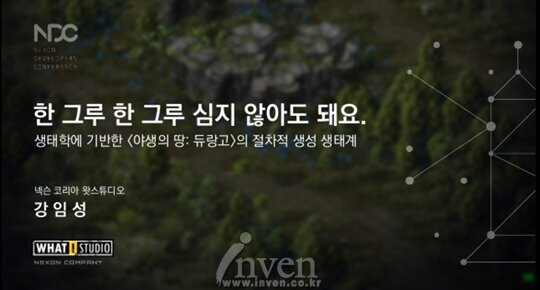 NDC
NEXON
DEVELOPERS
CONFERENCE
한 그루 한 그루 심지 않아도 돼요.
생태학에 기반한 <야생의 땅: 듀랑고>의 절차적 생성 생태계
넥슨 코리아 왓스튜디오
강 임 성
WHAT! STUDIO
NEXON COMPANY
inven
www.inven.co.kr